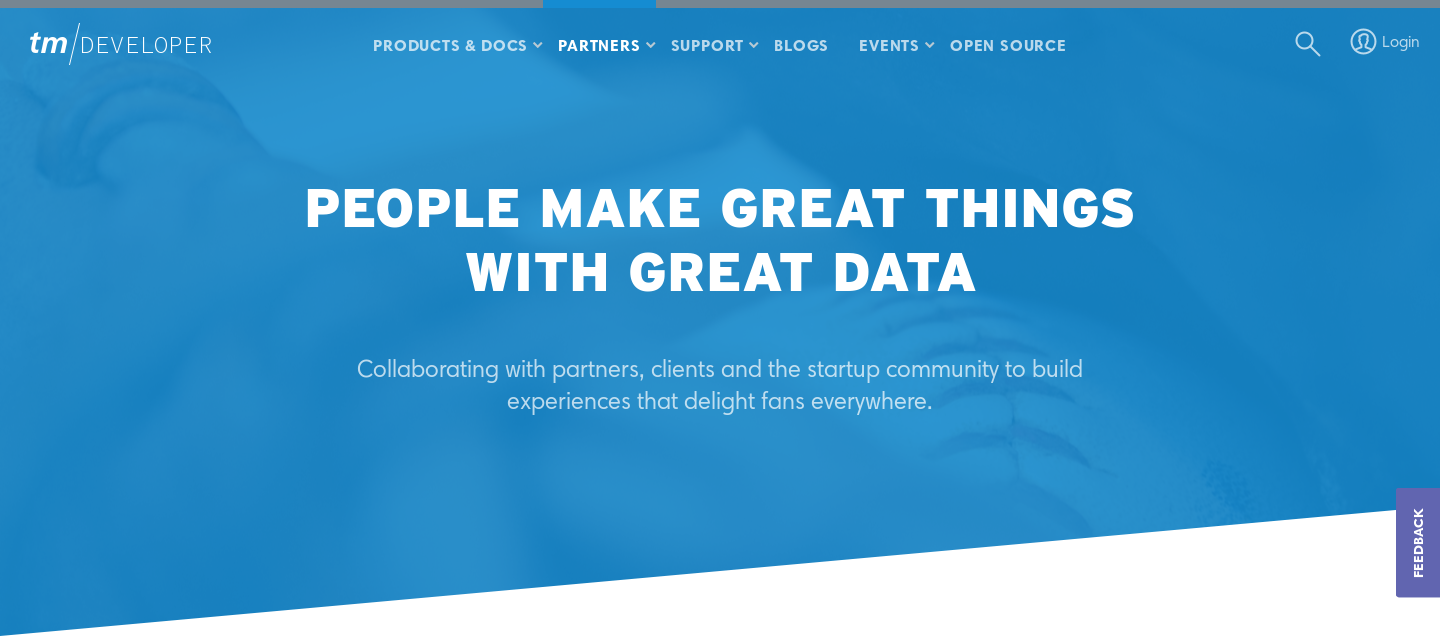 tm/DEVELOPER
PRODUCTS & DOCS PARTNERS SUPPORT BLOGS EVENTS OPEN SOURCE
Login
PEOPLE MAKE GREAT THINGS
WITH GREAT DATA
Collaborating with partners, clients and the startup community to build
experiences that delight fans everywhere.
FEEDBACK